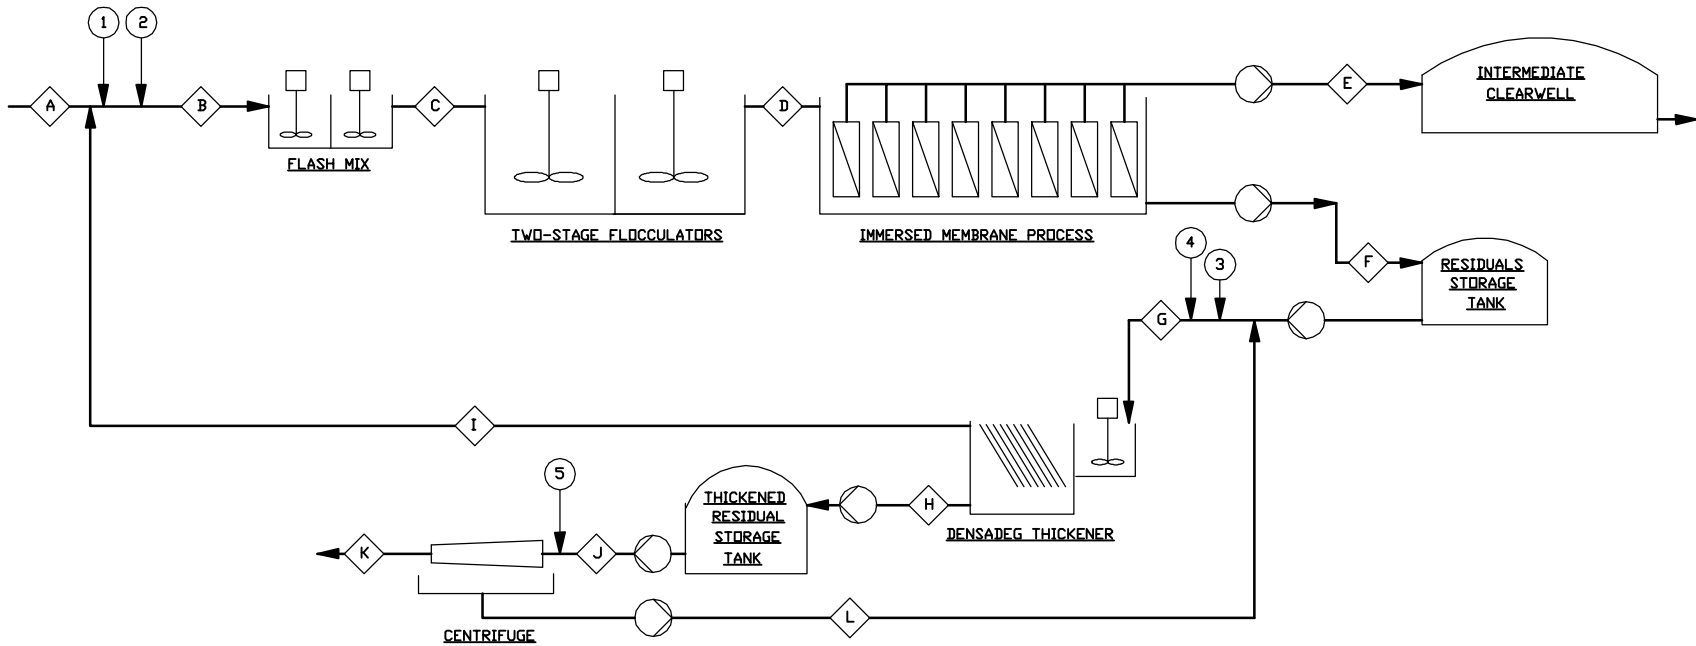 1
2
A
B
FLASH MIX
C
TWO-STAGE FLOCCULATORS
D
IMMERSED MEMBRANE PROCESS
E
INTERMEDIATE
CLEARWELL
F
RESIDUALS
STORAGE
TANK
4
3
G
I
DENSADEG THICKENER
H
THICKENED
RESIDUAL
STORAGE
TANK
5
J
K
CENTRIFUGE
L